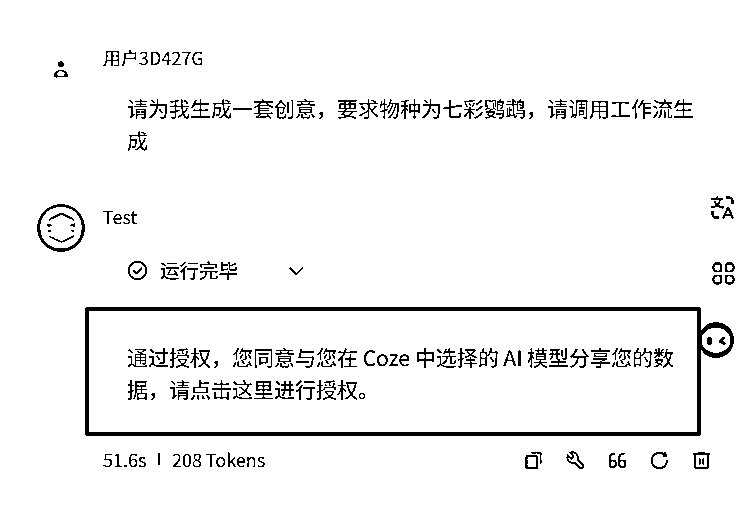 用户3D427G
请为我生成一套创意，要求物种为七彩鹦鹉，请调用工作流生
成
Test
运行完毕
通过授权，您同意与您在 Coze 中选择的 AI 模型分享您的数
据，请点击这里进行授权。
51.6s | 208 Tokens